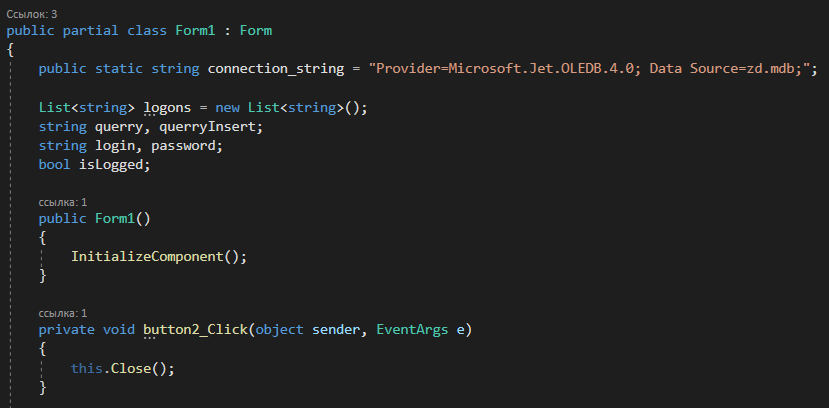 Ссылок: 3
public partial class Form1 : Form
{
public static string connection_string = "Provider=Microsoft.Jet.OLEDB.4.0; Data Source=zd.mdb;";
List<string> logons = new List<string>();
string querry, querryInsert;
string login, password;
bool isLogged;
ссылка: 1
public Form1()
{
InitializeComponent();
}
ссылка: 1
private void button2_Click(object sender, EventArgs e)
{
this.Close();
}